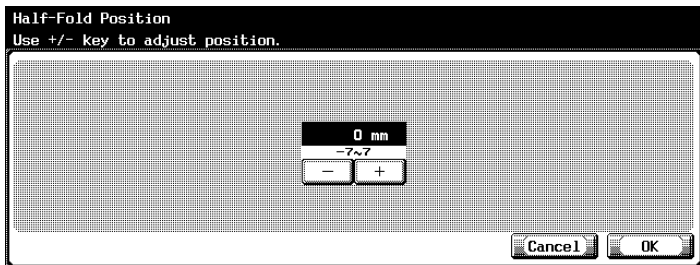 Half-Fold Position
Use +/- key to adjust position.
0 mm
-7~7
- +
Cancel OK